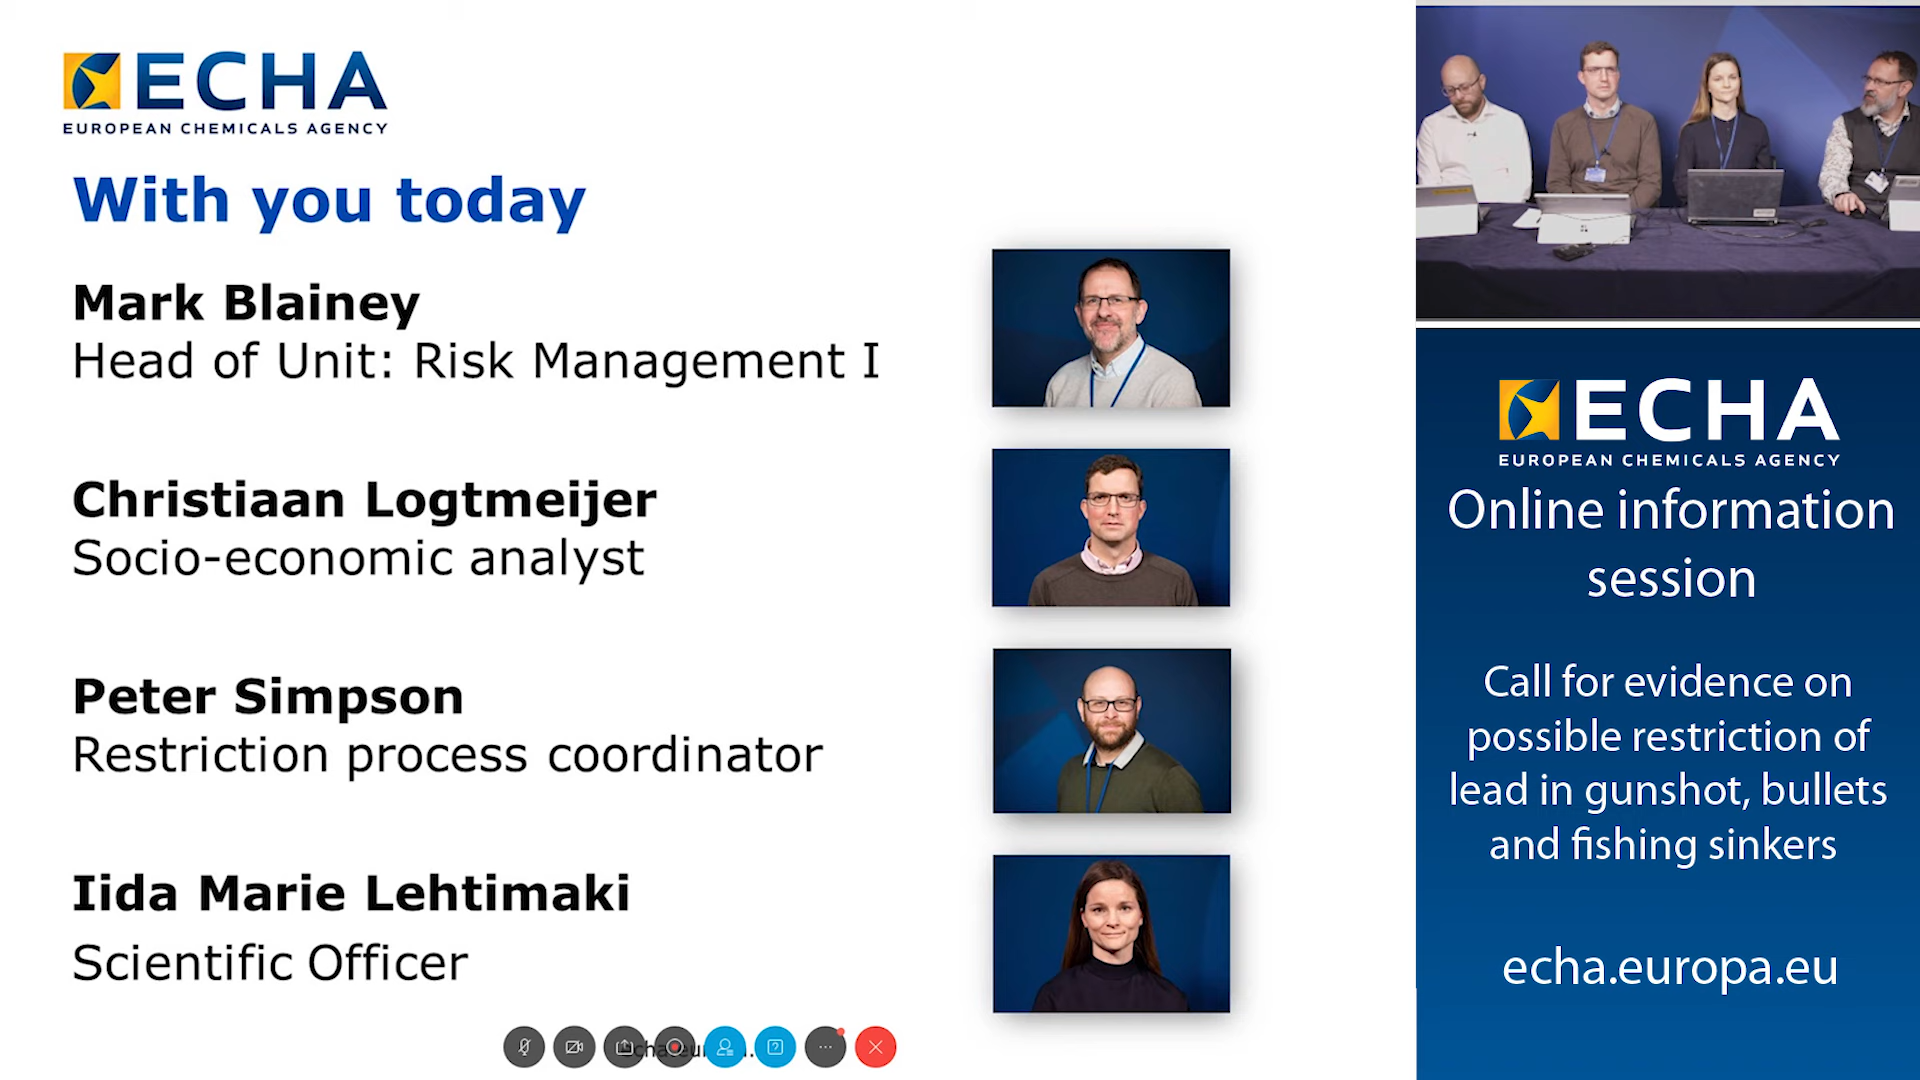 ECHA
EUROPEAN CHEMICALS AGENCY
With you today
Mark Blainey
Head of Unit: Risk Management I
Christiaan Logtmeijer
Socio-economic analyst
Peter Simpson
Restriction process coordinator
Iida Marie Lehtimaki
Scientific Officer
ECHA
EUROPEAN CHEMICALS AGENCY
Online information
session
Call for evidence on
possible restriction of
lead in gunshot, bullets
and fishing sinkers
echa.europa.eu